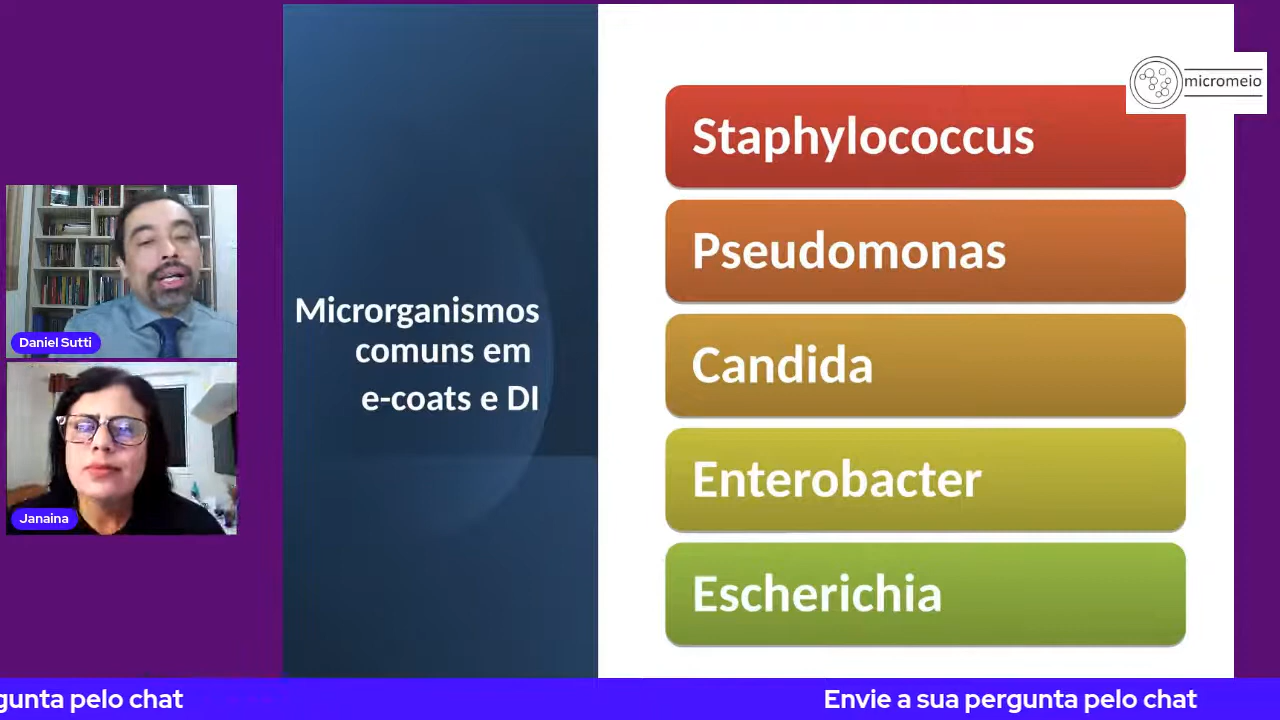 micromeio
Staphylococcus
Pseudomonas
Candida
Enterobacter
Escherichia
Microrganismos
comuns em
e-coats e DI
Daniel Sutti
Janaina
gunta pelo chat
Envie a sua pergunta pelo chat